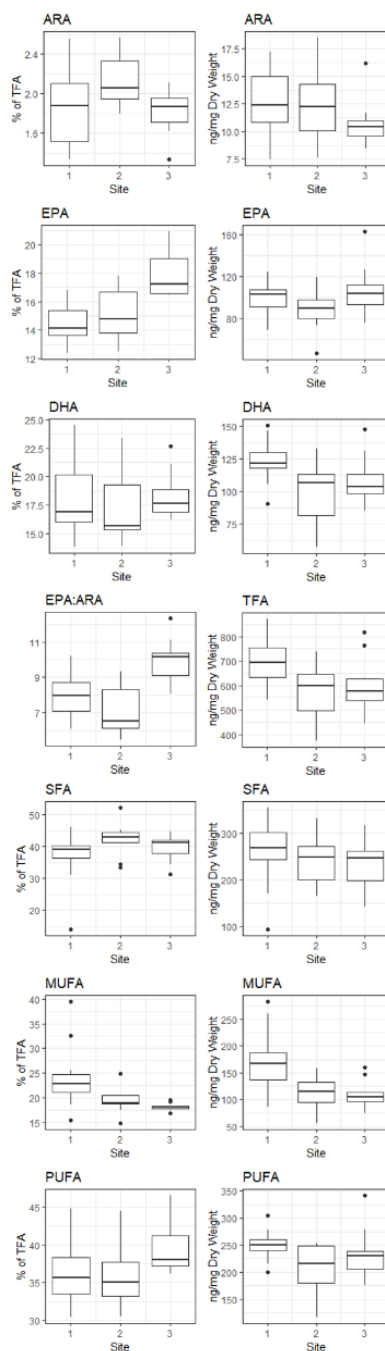 ARA ARA
% of TFA ng/mg Dry Weight
2.4 17.5
2.0 15.0
1.6 12.5
10.0
7.5
1 2 3 1 2 3
Site Site
EPA EPA
% of TFA ng/mg Dry Weight
20 160
18 120
16 80
14
12
1 2 3 1 2 3
Site Site
DHA DHA
% of TFA ng/mg Dry Weight
25.0 150
22.5 125
20.0 100
17.5 75
15.0
1 2 3 1 2 3
Site Site
EPA:ARA TFA
% of TFA ng/mg Dry Weight
11 800
9 700
7 600
500
400
1 2 3 1 2 3
Site Site
SFA SFA
% of TFA ng/mg Dry Weight
50 300
40 200
30 100
20
1 2 3 1 2 3
Site Site
MUFA MUFA
% of TFA ng/mg Dry Weight
40 250
35 200
30 150
25 100
20 50
15
1 2 3 1 2 3
Site Site
PUFA PUFA
% of TFA ng/mg Dry Weight
45 350
40 300
35 250
30 200
150
1 2 3 1 2 3
Site Site